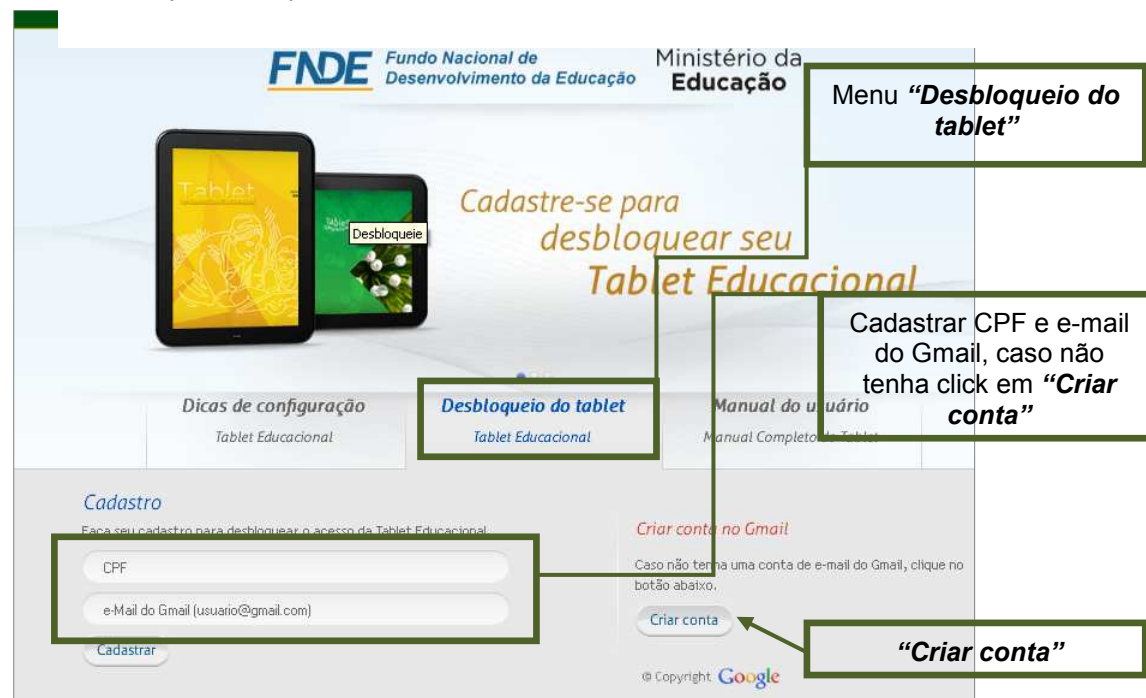 FNDE
Fundo Nacional de
Desenvolvimento da Educação
Ministério da
Educação
Menu “Desbloqueio do
tablet”
Tablet
Desbloqueie
Cadastre-se para
desbloquear seu
Tablet Educacional
Cadastrar CPF e e-mail
do Gmail, caso não
tenha click em “Criar
conta”
Dicas de configuração
Tablet Educacional
Desbloqueio do tablet
Tablet Educacional
Manual do usuário
Manual Completo do Tablet
Cadastro
Faça seu cadastro para desbloquear o acesso da Tablet Educacional
CPF
e-Mail do Gmail (usuario@gmail.com)
Cadastrar
Criar conta no Gmail
Caso não tenha uma conta de e-mail do Gmail, clique no
botão abaixo.
Criar conta
“Criar conta”
© Copyright Google